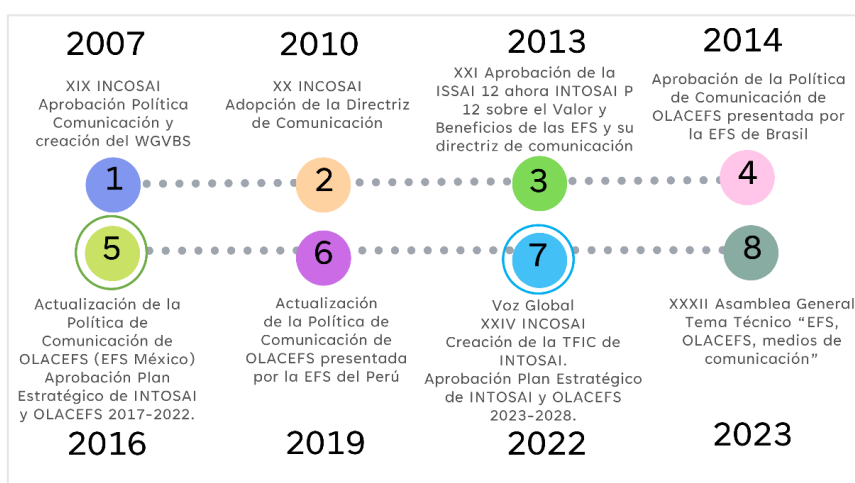 2007
XIX INCOSAI
Aprobación Política
Comunicación y
creación del WGVBS
1
2010
XX INCOSAI
Adopción de la Directriz
de Comunicación
2
2013
XXI Aprobación de la
ISSAI 12 ahora INTOSAI P
12 sobre el Valor y
Beneficios de las EFS y su
directriz de comunicación
3
2014
Aprobación de la Política
de Comunicación de
OLACEFS presentada por
la EFS de Brasil
4
5
Actualización de la
Política de
Comunicación de
OLACEFS (EFS México)
Aprobación Plan
Estratégico de INTOSAI
y OLACEFS 2017-2022.
2016
6
Actualización
de la Política de
Comunicación de
OLACEFS presentada
por la EFS del Perú
2019
7
Voz Global
XXIV INCOSAI
Creación de la TFIC de
INTOSAI.
Aprobación Plan Estratégico
de INTOSAI y OLACEFS
2023-2028.
2022
8
XXXII Asamblea General
Tema Técnico “EFS,
OLACEFS, medios de
comunicación”
2023